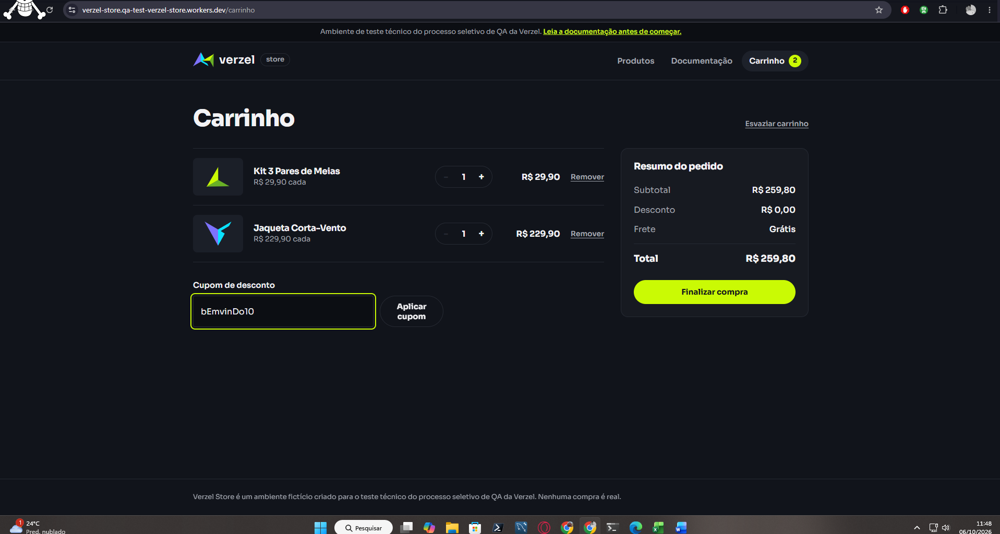 verzel-store.qa-test-verzel-store.workers.dev/carrinho
Ambiente de teste técnico do processo seletivo de QA da Verzel. Leia a documentação antes de começar.
verzel store
Produtos Documentação Carrinho 2
Carrinho
Esvaziar carrinho
Kit 3 Pares de Meias
R$ 29,90 cada
- 1 + R$ 29,90 Remover
Jaqueta Corta-Vento
R$ 229,90 cada
- 1 + R$ 229,90 Remover
Cupom de desconto
bEmvinDo10
Aplicar
cupom
Resumo do pedido
Subtotal R$ 259,80
Desconto R$ 0,00
Frete Grátis
Total R$ 259,80
Finalizar compra
Verzel Store é um ambiente fictício criado para o teste técnico do processo seletivo de QA da Verzel. Nenhuma compra é real.
1
24°C
Pred. nublado
Pesquisar
11:48
06/10/2026